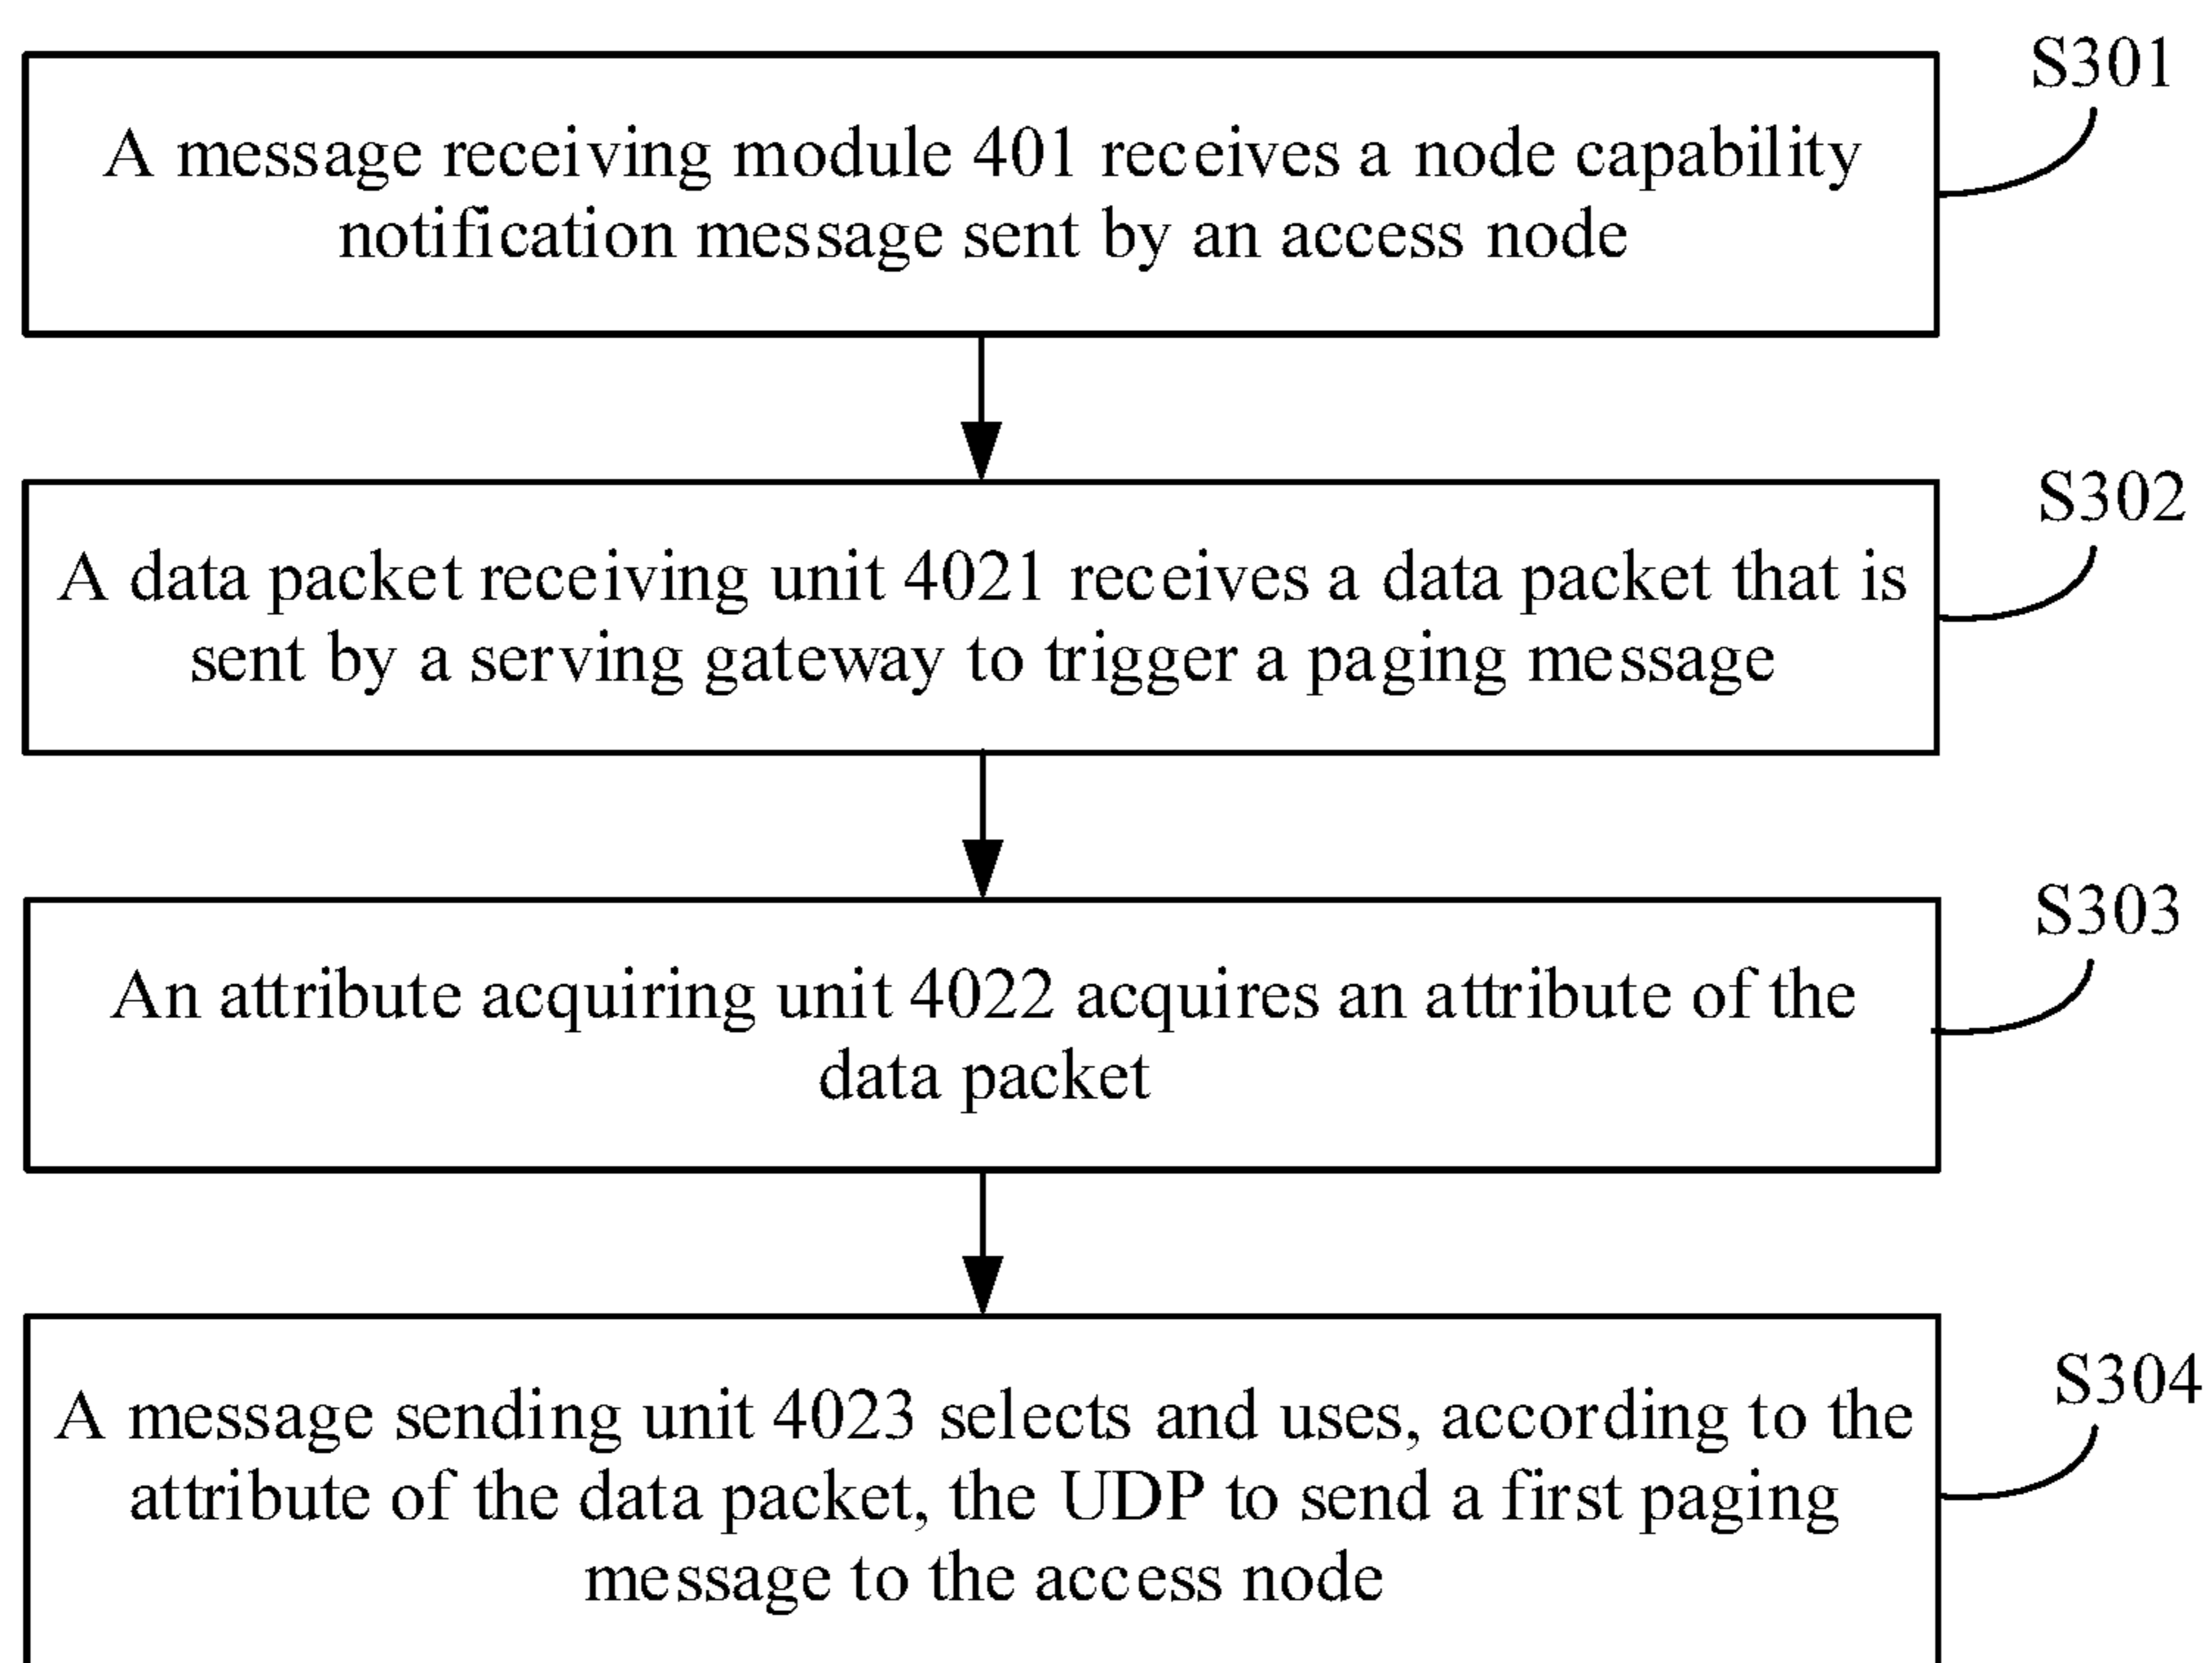 S301
A message receiving module 401 receives a node capability
notification message sent by an access node
S302
A data packet receiving unit 4021 receives a data packet that is
sent by a serving gateway to trigger a paging message
S303
An attribute acquiring unit 4022 acquires an attribute of the
data packet
S304
A message sending unit 4023 selects and uses, according to the
attribute of the data packet, the UDP to send a first paging
message to the access node